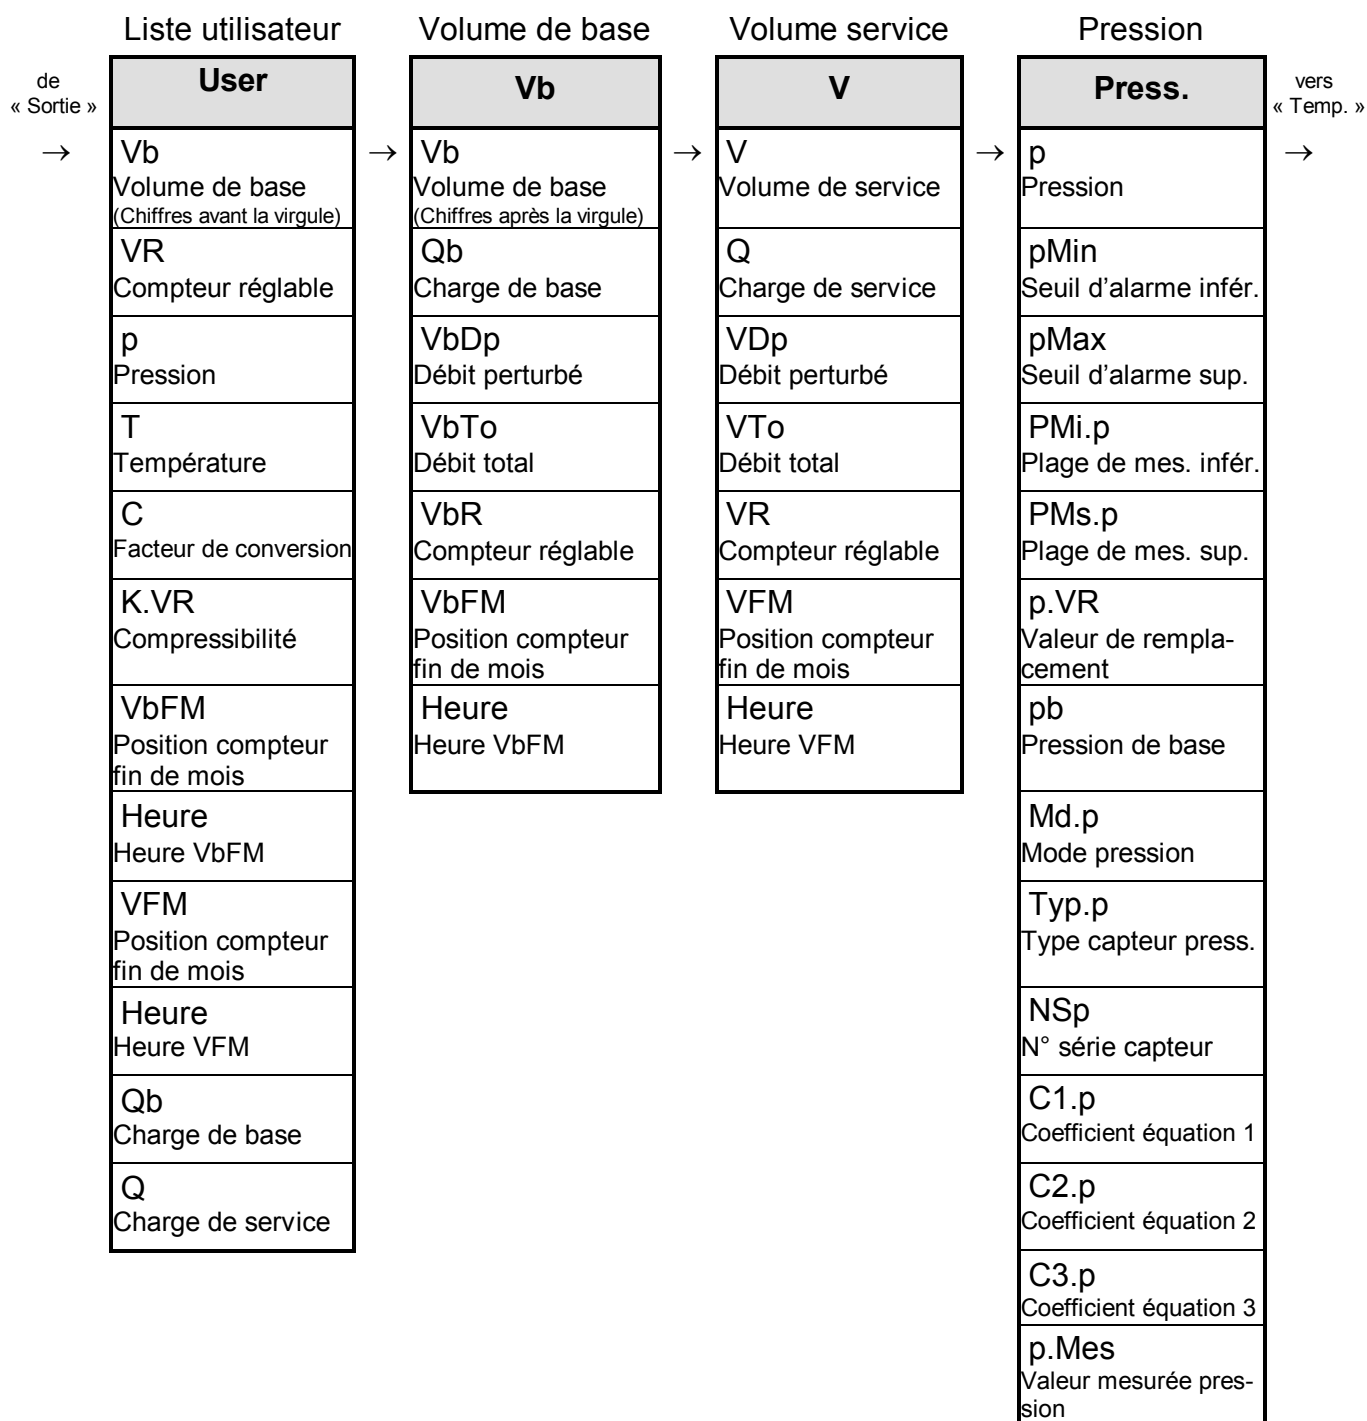 Liste utilisateur
Volume de base
Volume service
Pression
de
« Sortie »
→
User
Vb
Volume de base
(Chiffres avant la virgule)
VR
Compteur réglable
p
Pression
T
Température
C
Facteur de conversion
K.VR
Compressibilité
VbFM
Position compteur
fin de mois
Heure
Heure VbFM
VFM
Position compteur
fin de mois
Heure
Heure VFM
Qb
Charge de base
Q
Charge de service
→
Vb
Vb
Volume de base
(Chiffres après la virgule)
Qb
Charge de base
VbDp
Débit perturbé
VbTo
Débit total
VbR
Compteur réglable
VbFM
Position compteur
fin de mois
Heure
Heure VbFM
→
V
V
Volume de service
Q
Charge de service
VDp
Débit perturbé
VTo
Débit total
VR
Compteur réglable
VFM
Position compteur
fin de mois
Heure
Heure VFM
→
Press.
p
Pression
pMin
Seuil d’alarme infér.
pMax
Seuil d’alarme sup.
PMi.p
Plage de mes. infér.
PMs.p
Plage de mes. sup.
p.VR
Valeur de rempla-
cement
pb
Pression de base
Md.p
Mode pression
Typ.p
Type capteur press.
NSp
N° série capteur
C1.p
Coefficient équation 1
C2.p
Coefficient équation 2
C3.p
Coefficient équation 3
p.Mes
Valeur mesurée pres-
sion
vers
« Temp. »
→